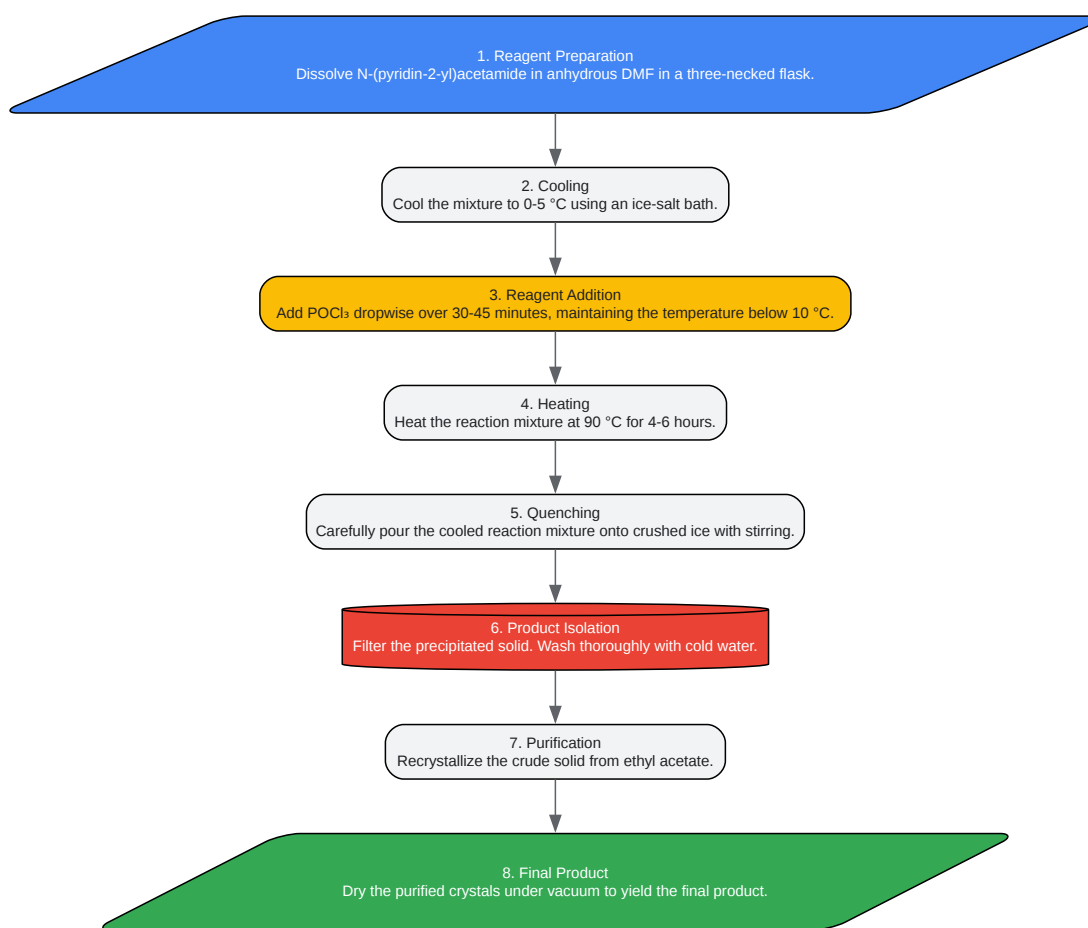 1. Reagent Preparation
Dissolve N-(pyridin-2-yl)acetamide in anhydrous DMF in a three-necked flask.
2. Cooling
Cool the mixture to 0-5 °C using an ice-salt bath.
3. Reagent Addition
Add POCl₃ dropwise over 30-45 minutes, maintaining the temperature below 10 °C.
4. Heating
Heat the reaction mixture at 90 °C for 4-6 hours.
5. Quenching
Carefully pour the cooled reaction mixture onto crushed ice with stirring.
6. Product Isolation
Filter the precipitated solid. Wash thoroughly with cold water.
7. Purification
Recrystallize the crude solid from ethyl acetate.
8. Final Product
Dry the purified crystals under vacuum to yield the final product.